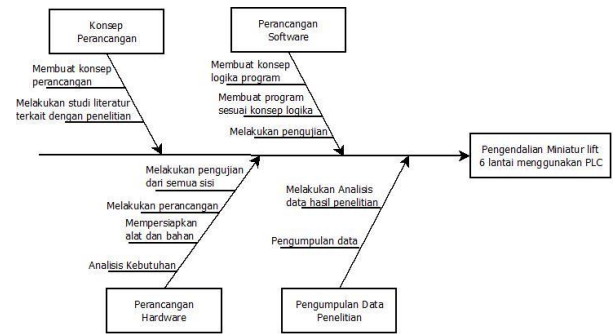 Konsep
Perancangan
Perancangan
Software
Membuat konsep
perancangan
Melakukan studi literatur
terkait dengan penelitian
Membuat konsep
logika program
Membuat program
sesuai konsep logika
Melakukan pengujian
Pengendalian Miniatur lift
6 lantai menggunakan PLC
Melakukan pengujian
dari semua sisi
Melakukan perancangan
Mempersiapkan
alat dan bahan
Analisis Kebutuhan
Melakukan Analisis
data hasil penelitian
Pengumpulan data
Perancangan
Hardware
Pengumpulan Data
Penelitian